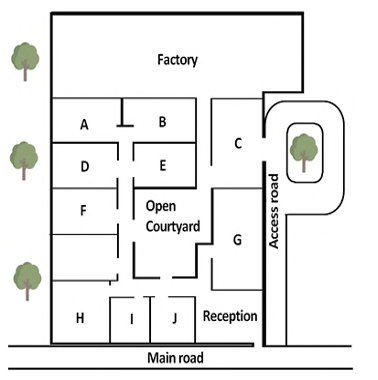 Factory
A
B
C
D
E
F
Open
Courtyard
Access road
G
H
I
J
Reception
Main road